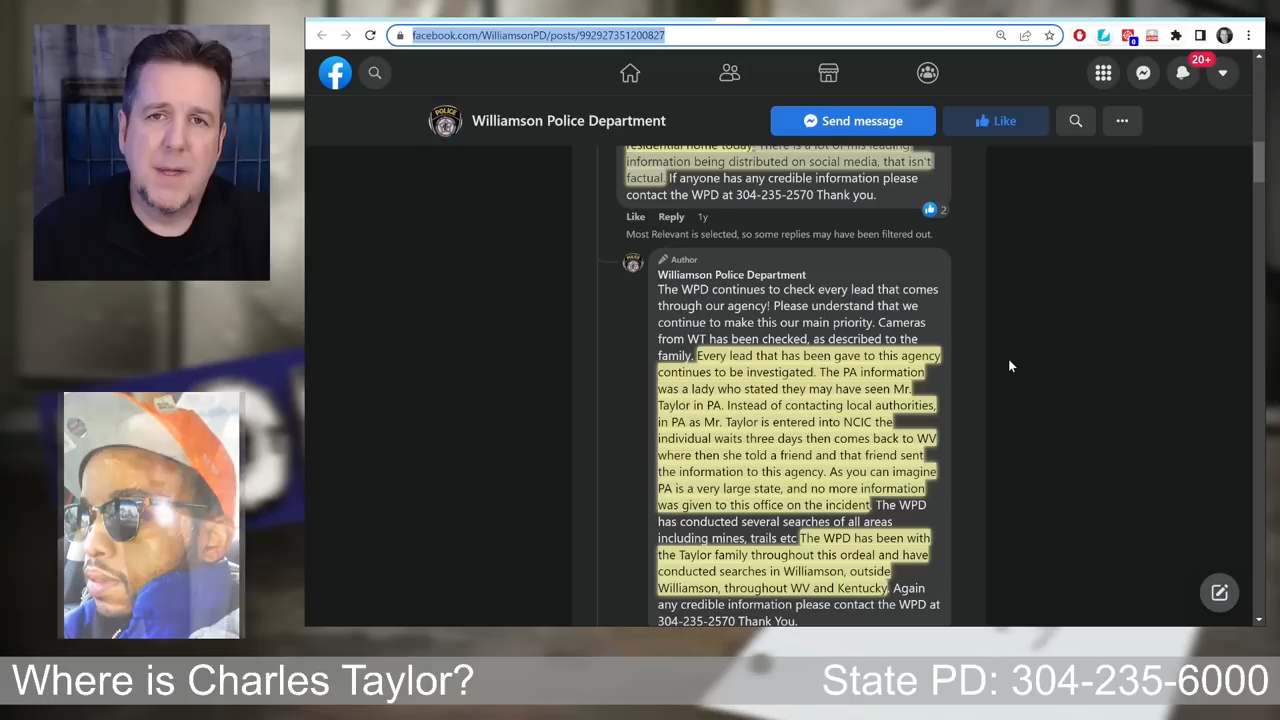 facebook.com/WilliamsonPD/posts/992927351200827
20+
Williamson Police Department
Send message
Like
residential home today. There is a lot of mis leading
information being distributed on social media, that isn't
factual. If anyone has any credible information please
contact the WPD at 304-235-2570 Thank you.
2
Like Reply 1y
Most Relevant is selected, so some replies may have been filtered out.
Author
Williamson Police Department
The WPD continues to check every lead that comes
through our agency! Please understand that we
continue to make this our main priority. Cameras
from WT has been checked, as described to the
family. Every lead that has been gave to this agency
continues to be investigated. The PA information
was a lady who stated they may have seen Mr.
Taylor in PA. Instead of contacting local authorities,
in PA as Mr. Taylor is entered into NCIC the
individual waits three days then comes back to WV
where then she told a friend and that friend sent
the information to this agency. As you can imagine
PA is a very large state, and no more information
was given to this office on the incident. The WPD
has conducted several searches of all areas
including mines, trails etc The WPD has been with
the Taylor family throughout this ordeal and have
conducted searches in Williamson, outside
Williamson, throughout WV and Kentucky. Again
any credible information please contact the WPD at
304-235-2570 Thank You.
Where is Charles Taylor?
State PD: 304-235-6000